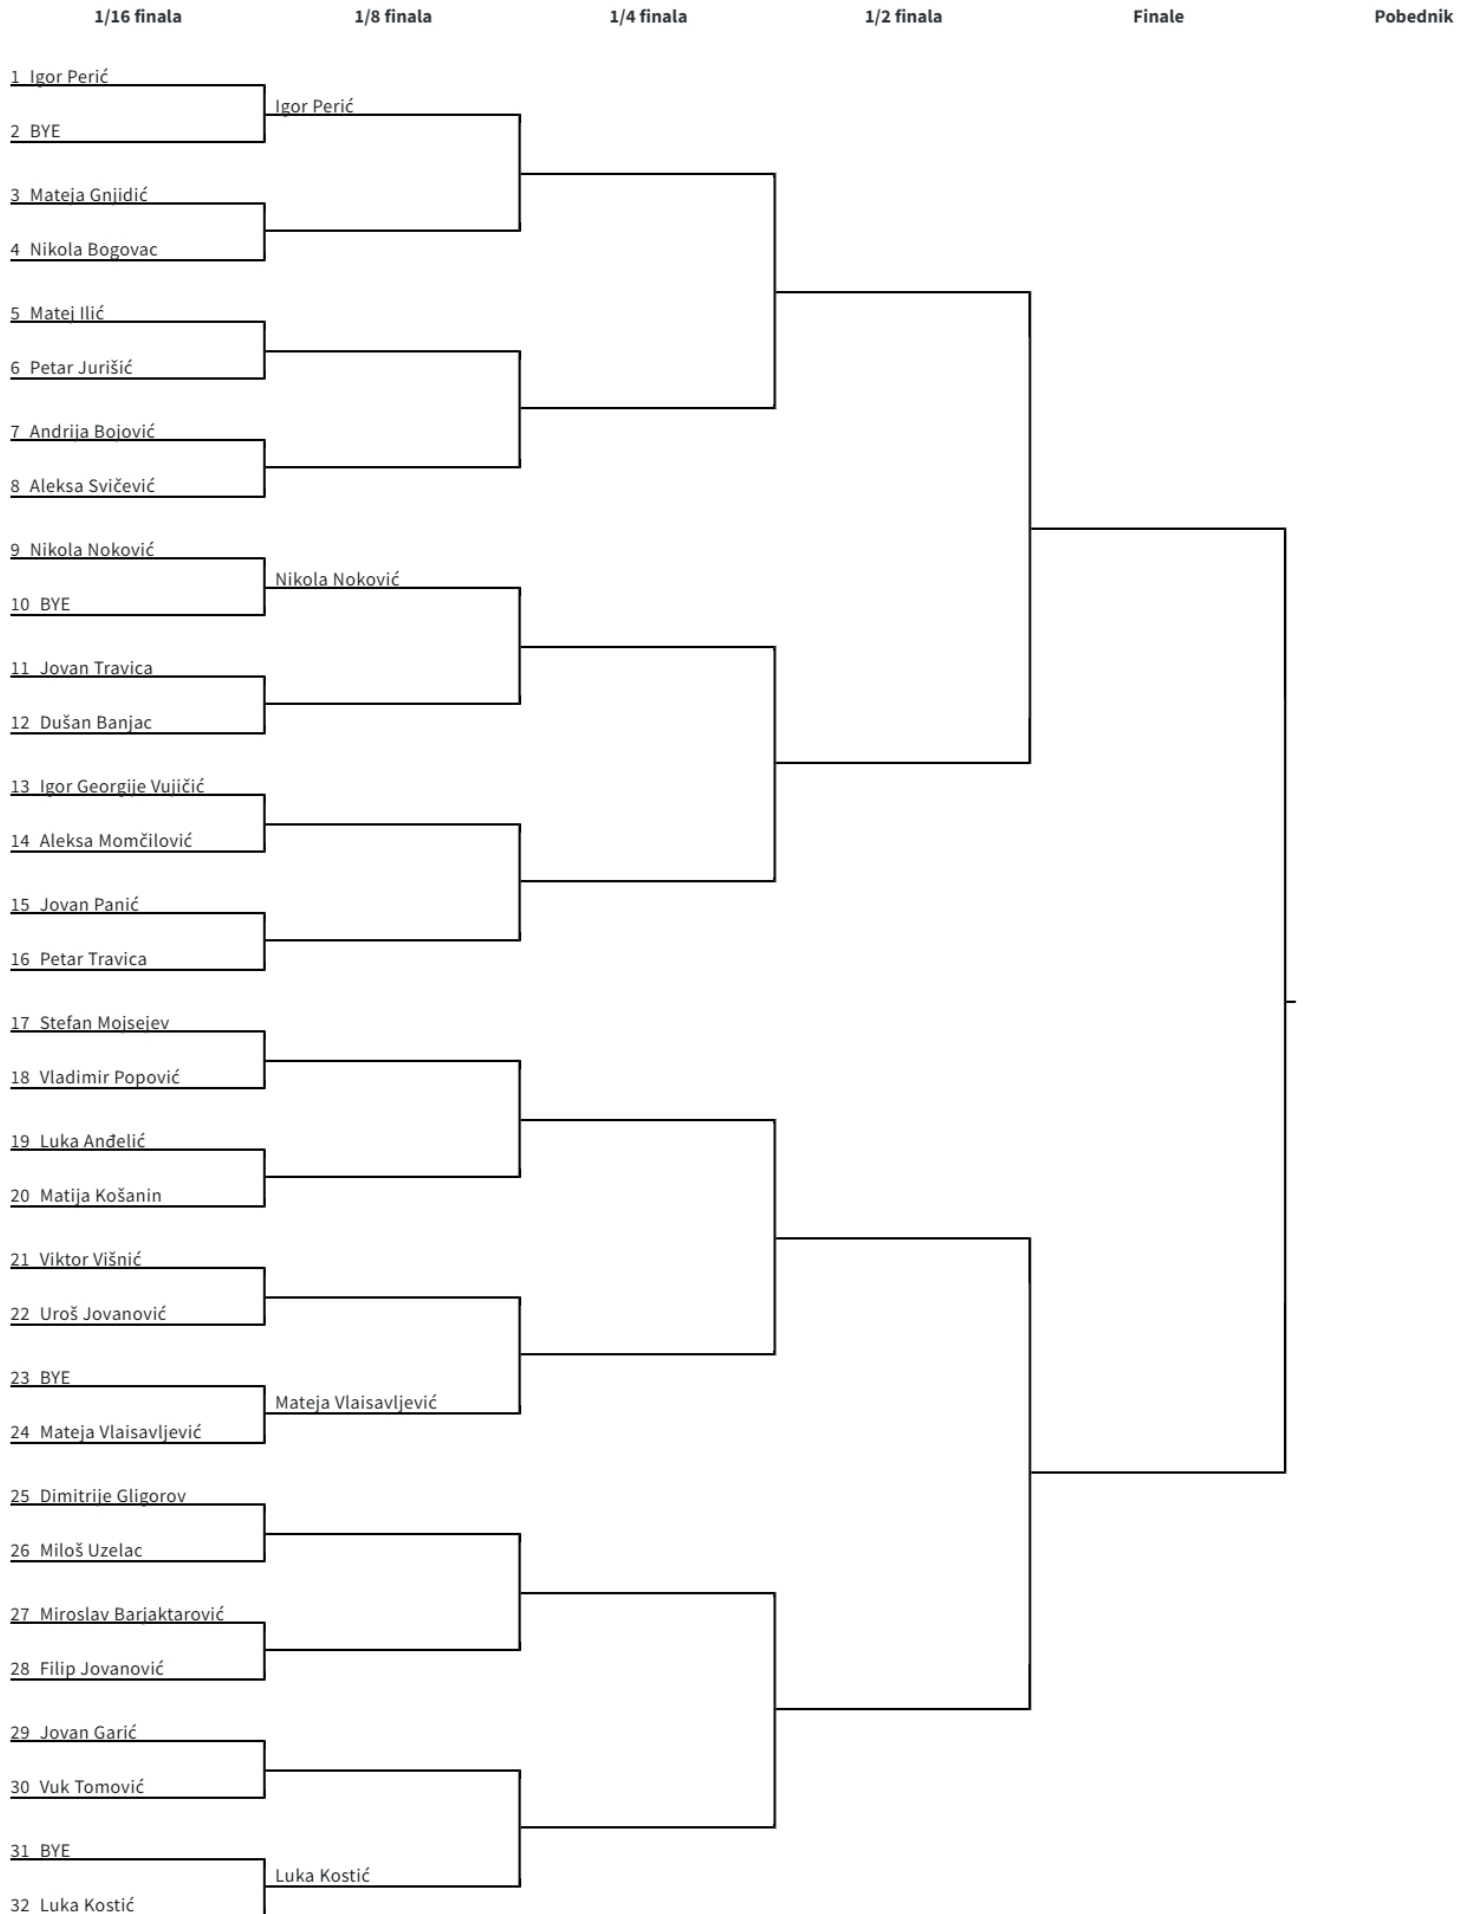 1/16 finala 1/8 finala 1/4 finala 1/2 finala Finale Pobednik
1 Igor Perić
Igor Perić
2 BYE
3 Mateja Gnjidić
4 Nikola Bogovac
5 Matej Ilić
6 Petar Jurišić
7 Andrija Bojović
8 Aleksa Svičević
9 Nikola Noković
Nikola Noković
10 BYE
11 Jovan Travica
12 Dušan Banjac
13 Igor Georgije Vujičić
14 Aleksa Momčilović
15 Jovan Panić
16 Petar Travica
17 Stefan Mojsejev
18 Vladimir Popović
19 Luka Anđelić
20 Matija Košanin
21 Viktor Višnić
22 Uroš Jovanović
23 BYE
Mateja Vlaisavljević
24 Mateja Vlaisavljević
25 Dimitrije Gligorov
26 Miloš Uzelac
27 Miroslav Barjaktarović
28 Filip Jovanović
29 Jovan Garić
30 Vuk Tomović
31 BYE
Luka Kostić
32 Luka Kostić